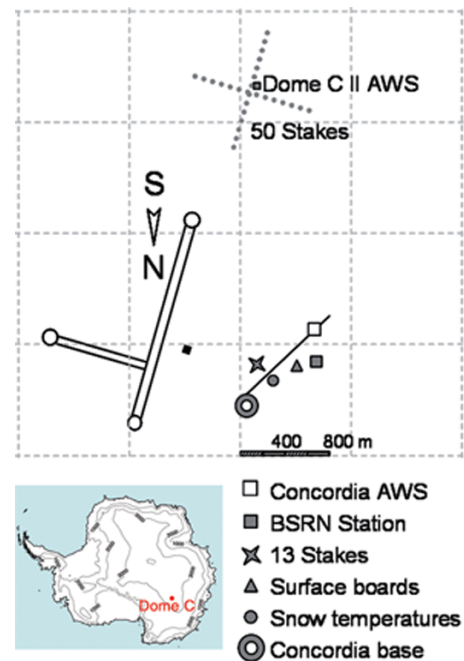 Dome C II AWS
50 Stakes
S
N
400 800 m
Concordia AWS
BSRN Station
13 Stakes
Surface boards
Snow temperatures
Concordia base
Dome C